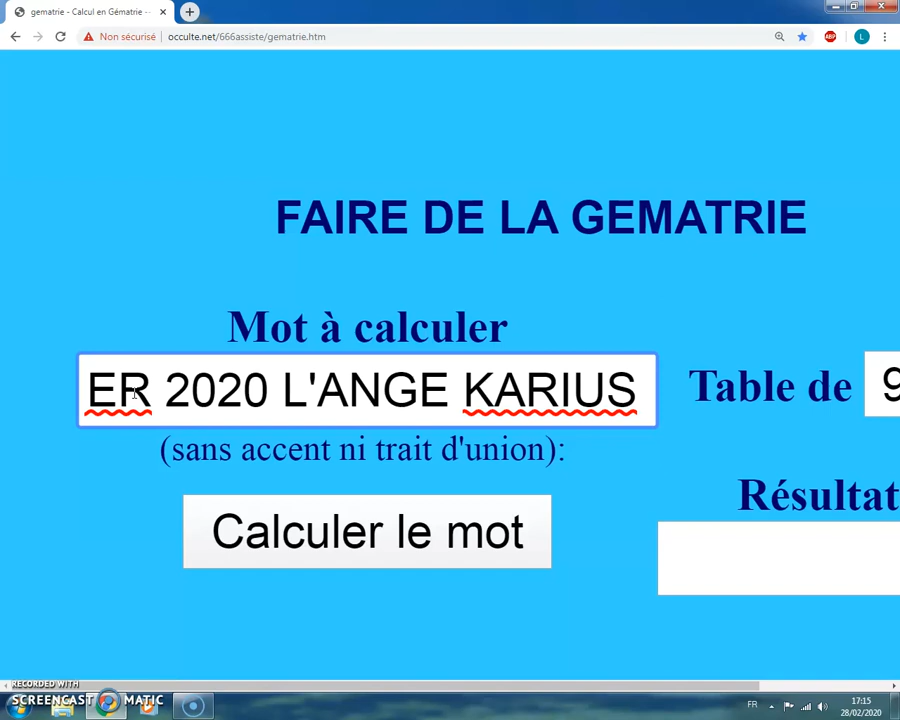 gematrie - Calcul en Gématrie - -
Non sécurisé occulte.net/666assiste/gematrie.htm
ABP L
FAIRE DE LA GEMATRIE
Mot à calculer
ER 2020 L'ANGE KARIUS
Table de 9
(sans accent ni trait d'union):
Résultat
Calculer le mot
RECORDED WITH
SCREENCAST MATIC
FR 17:15
28/02/2020